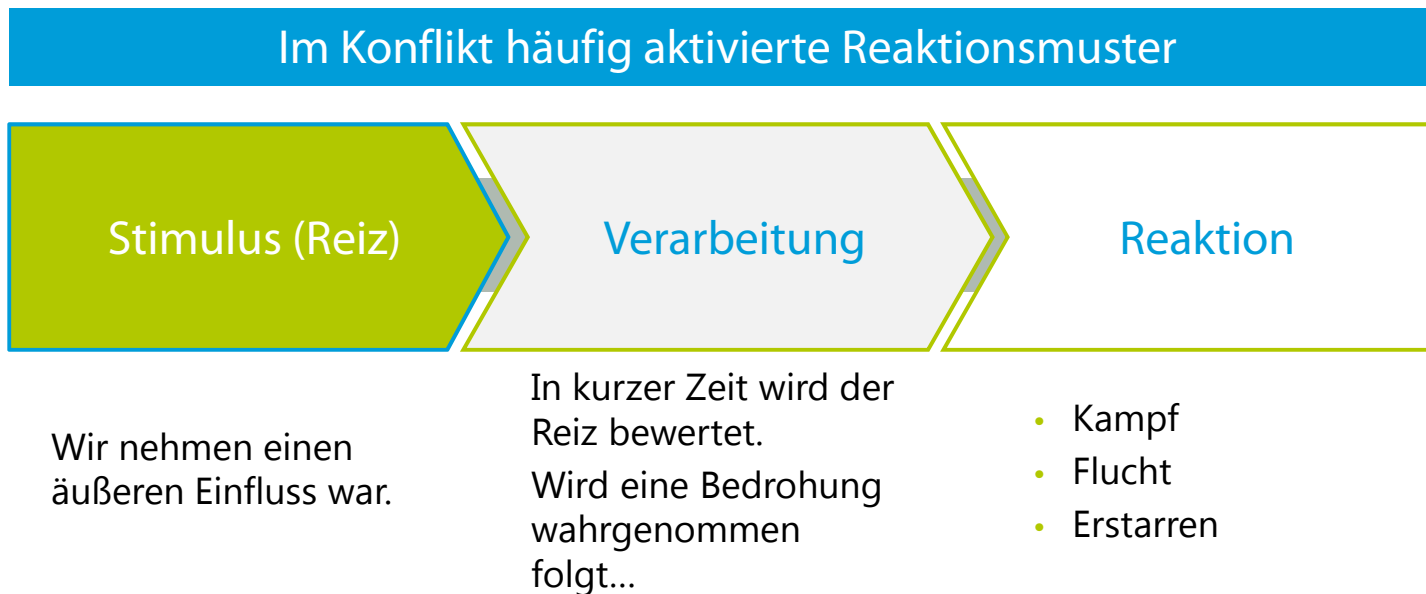 Im Konflikt häufig aktivierte Reaktionsmuster
Stimulus (Reiz)
Verarbeitung
Reaktion
Wir nehmen einen
äußeren Einfluss war.
In kurzer Zeit wird der
Reiz bewertet.
Wird eine Bedrohung
wahrgenommen
folgt...
• Kampf
• Flucht
• Erstarren